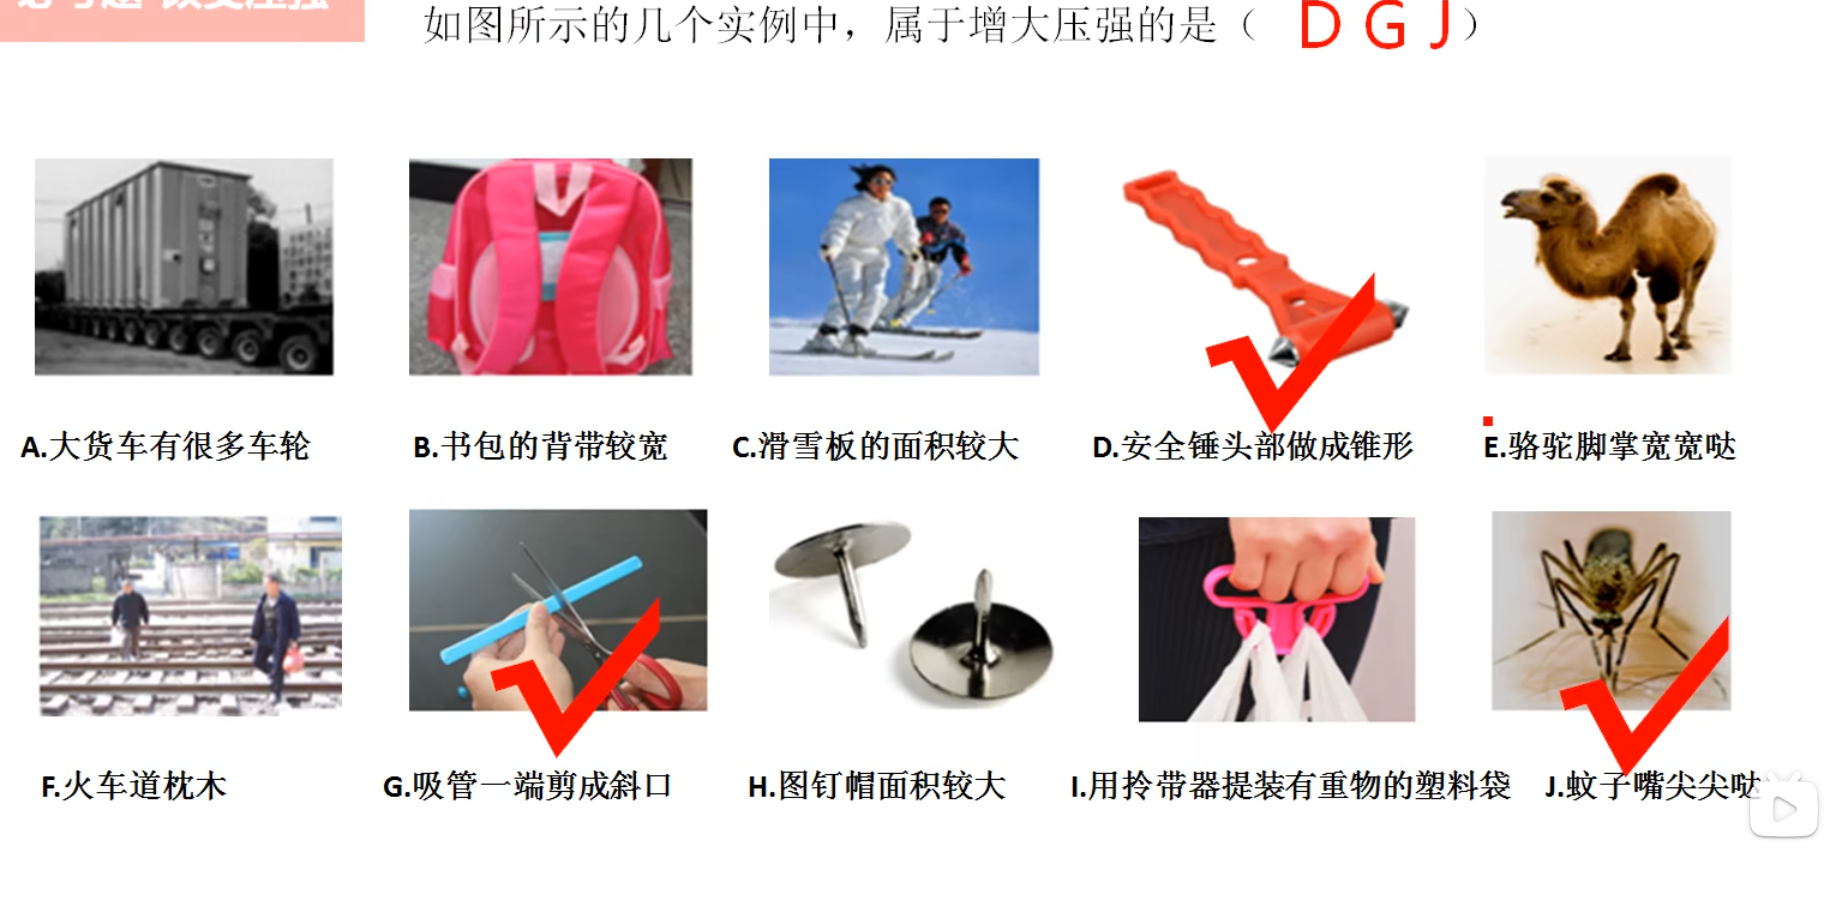 如图所示的几个实例中，属于增大压强的是（ D G J ）
A.大货车有很多车轮
B.书包的背带较宽
C.滑雪板的面积较大
D.安全锤头部做成锥形
E.骆驼脚掌宽宽哒
F.火车道枕木
G.吸管一端剪成斜口
H.图钉帽面积较大
I.用拎带器提装有重物的塑料袋
J.蚊子嘴尖尖哒